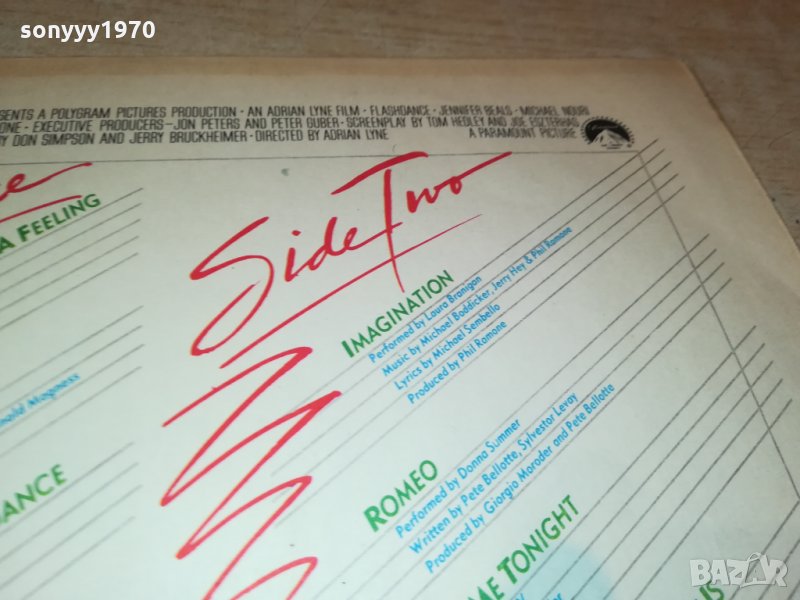 sonyyy1970
ESENTS A POLYGRAM PICTURES PRODUCTION · AN ADRIAN LYNE FILM · FLASHDANCE · JENNIFER BEALS · MICHAEL NOURI
ONE · EXECUTIVE PRODUCERS—JON PETERS AND PETER GUBER · SCREENPLAY BY TOM HEDLEY AND JOE ESZTERHAS
Y DON SIMPSON AND JERRY BRUCKHEIMER · DIRECTED BY ADRIAN LYNE
A PARAMOUNT PICTURE
A FEELING
Side Two
IMAGINATION
Performed by Laura Branigan
Music by Michael Boddicker, Jerry Hey & Phil Ramone
Lyrics by Michael Sembello
Produced by Phil Ramone
nald Magness
DANCE
ROMEO
Performed by Donna Summer
Written by Pete Bellotte, Sylvester Levay
Produced by Giorgio Moroder and Pete Bellotte
ME TONIGHT
BAZAR